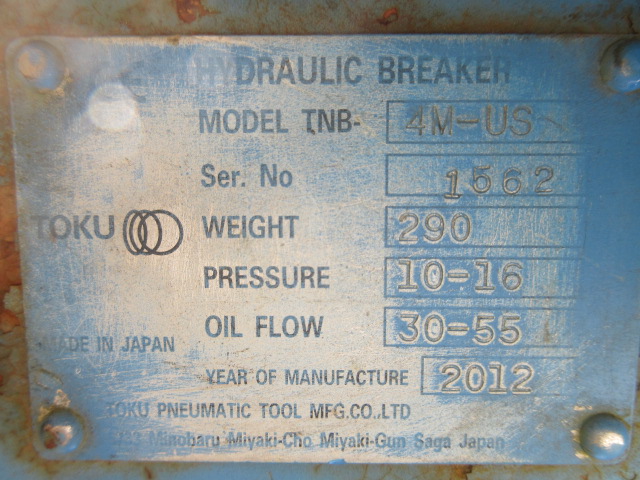 CE HYDRAULIC BREAKER
MODEL TNB- 4M-US
Ser. No 1562
TOKU WEIGHT 290
PRESSURE 10-16
OIL FLOW 30-55
MADE IN JAPAN
YEAR OF MANUFACTURE 2012
TOKU PNEUMATIC TOOL MFG.CO.,LTD
Minobaru Miyaki-Cho Miyaki-Gun Saga Japan